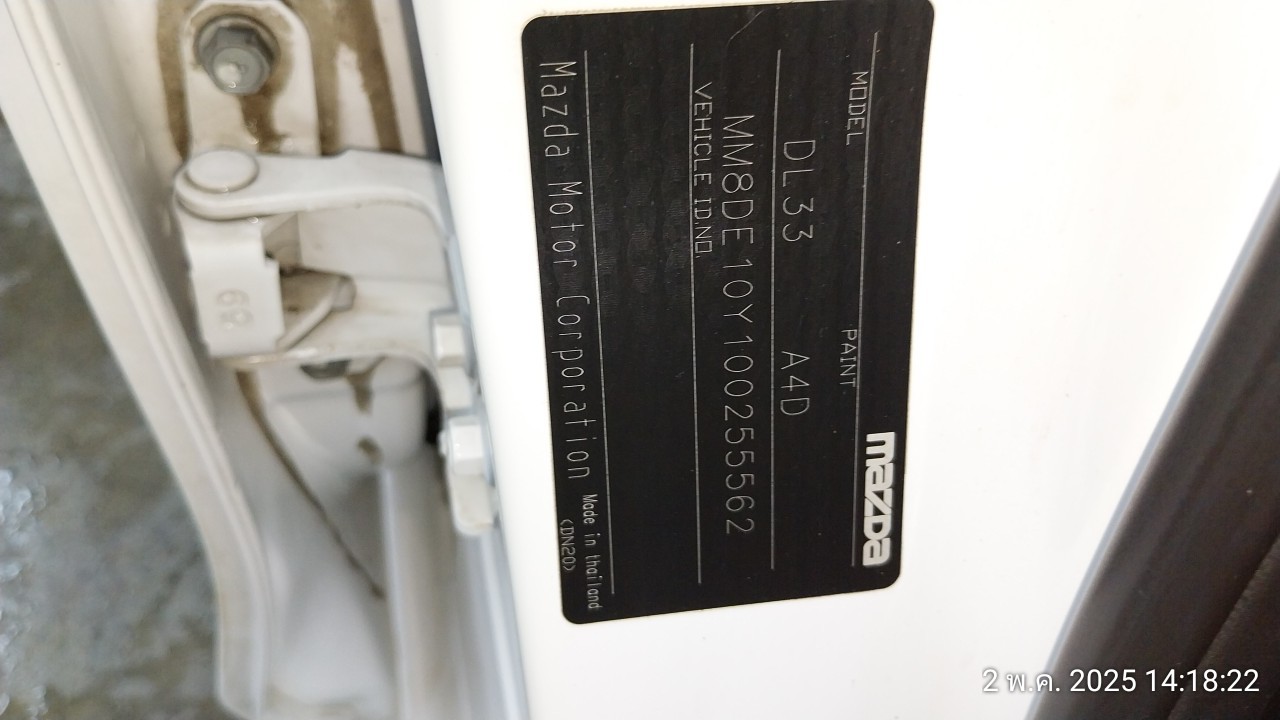 mazda
MODEL PAINT
DL33 A4D
MM8DE10Y100255562
VEHICLE ID.NO.
Mazda Motor Corporation Made in thailand
(DN20)
69
2 พ.ค. 2025 14:18:22